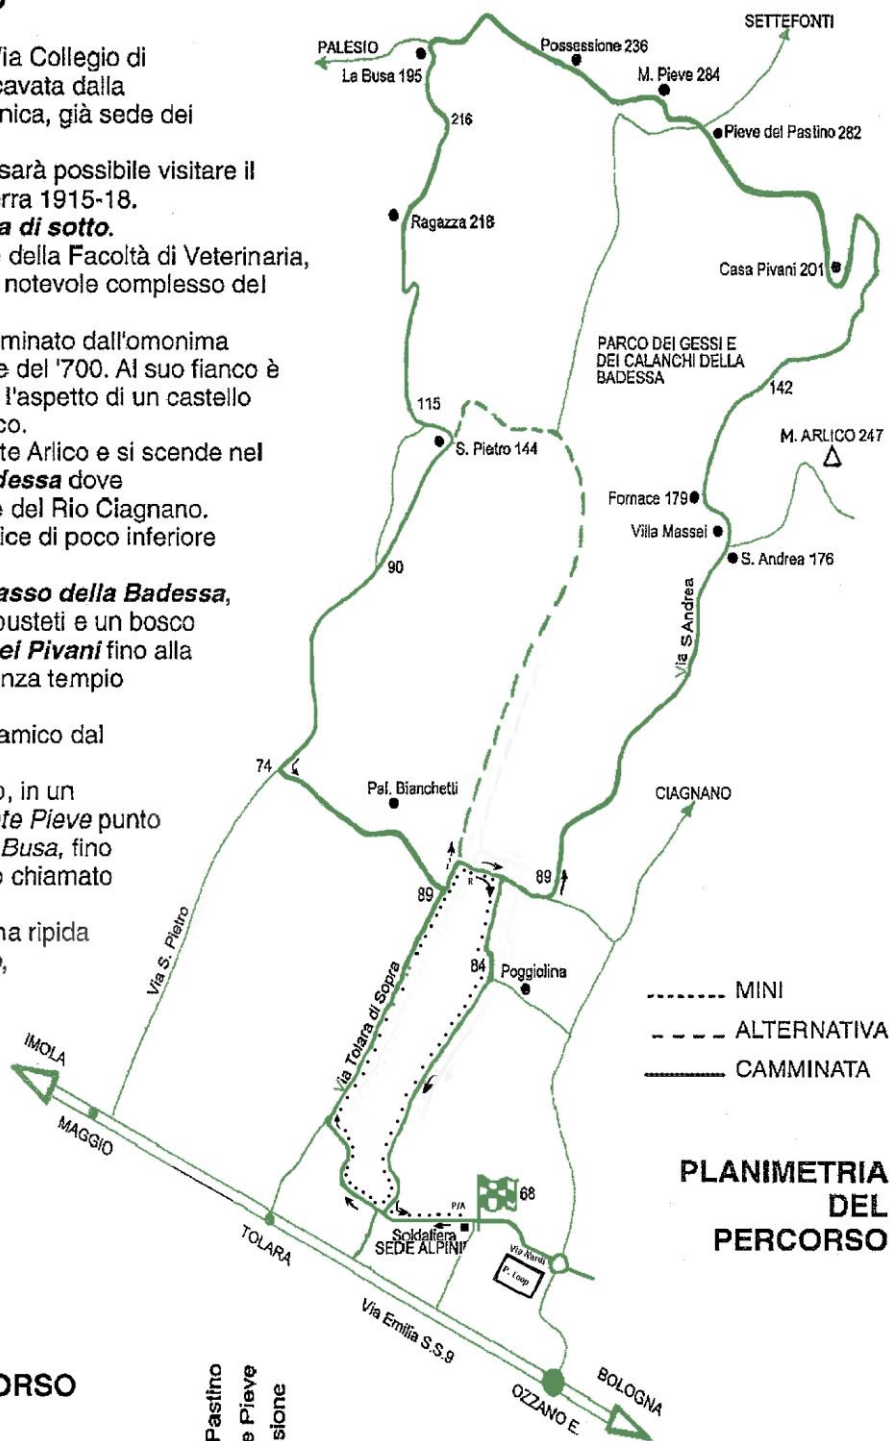 Via Collegio di
cavata dalla
nica, già sede dei
sarà possibile visitare il
erra 1915-18.
a di sotto.
e della Facoltà di Veterinaria,
notevole complesso del
minato dall'omonima
e del '700. Al suo fianco è
l'aspetto di un castello
co.
te Arlico e si scende nel
dessa dove
e del Rio Ciagnano.
ice di poco inferiore
asso della Badessa,
busteti e un bosco
ei Pivani fino alla
nza tempio
amico dal
o, in un
te Pieve punto
Busa, fino
o chiamato
na ripida
o,
SETTEFONTI
PALESIO
Possessione 236
La Busa 195
M. Pieve 284
216
Pieve del Pastino 282
Ragazza 218
Casa Pivani 201
PARCO DEI GESSI E
DEI CALANCHI DELLA
BADESSA
142
115
S. Pietro 144
M. ARLICO 247
Fornace 179
Villa Massei
S. Andrea 176
90
Via S Andrea
74
Pal. Bianchetti
CIAGNANO
89
R
89
84
Poggiolina
Via S. Pietro
Via Tolara di Sopra
MINI
ALTERNATIVA
CAMMINATA
IMOLA
MAGGIO
PLANIMETRIA
DEL
PERCORSO
P/A
68
Soldatiera
SEDE ALPINI
Via Nardi
P. Coop
TOLARA
Via Emilia S.S.9
BOLOGNA
OZZANO E.
ORSO
Pastino
e Pieve
sione